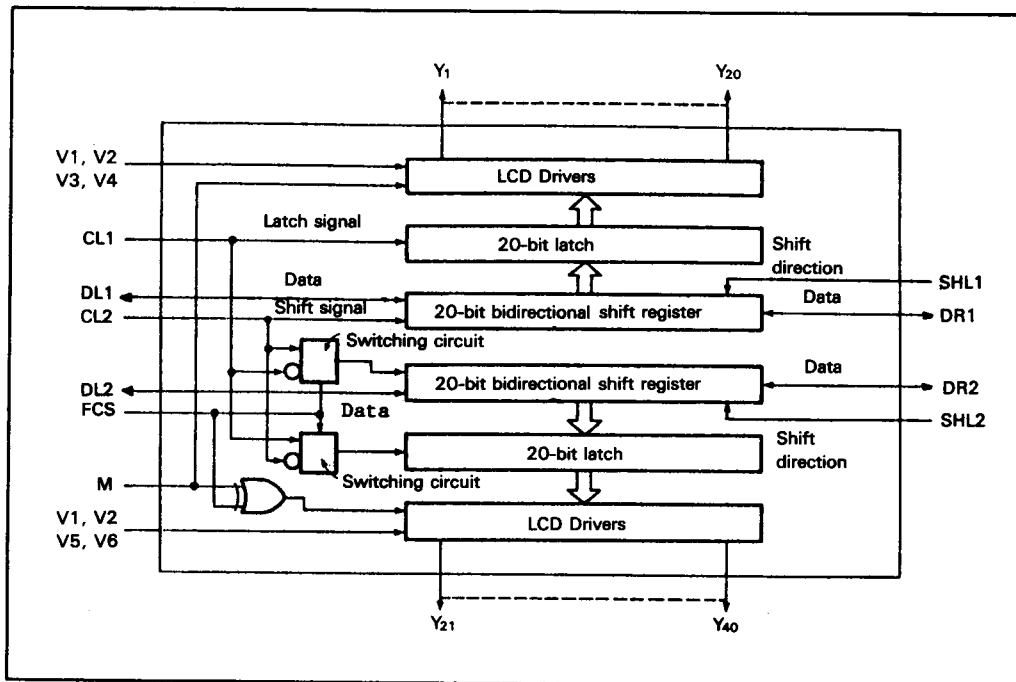 Y1
Y20
V1, V2
V3, V4
LCD Drivers
CL1
Latch signal
20-bit latch
Shift
direction
SHL1
DL1
Data
20-bit bidirectional shift register
Data
DR1
CL2
Shift signal
Switching circuit
20-bit bidirectional shift register
Data
DR2
DL2
FCS
Data
SHL2
20-bit latch
Shift
direction
M
Switching circuit
V1, V2
V5, V6
LCD Drivers
Y21
Y40